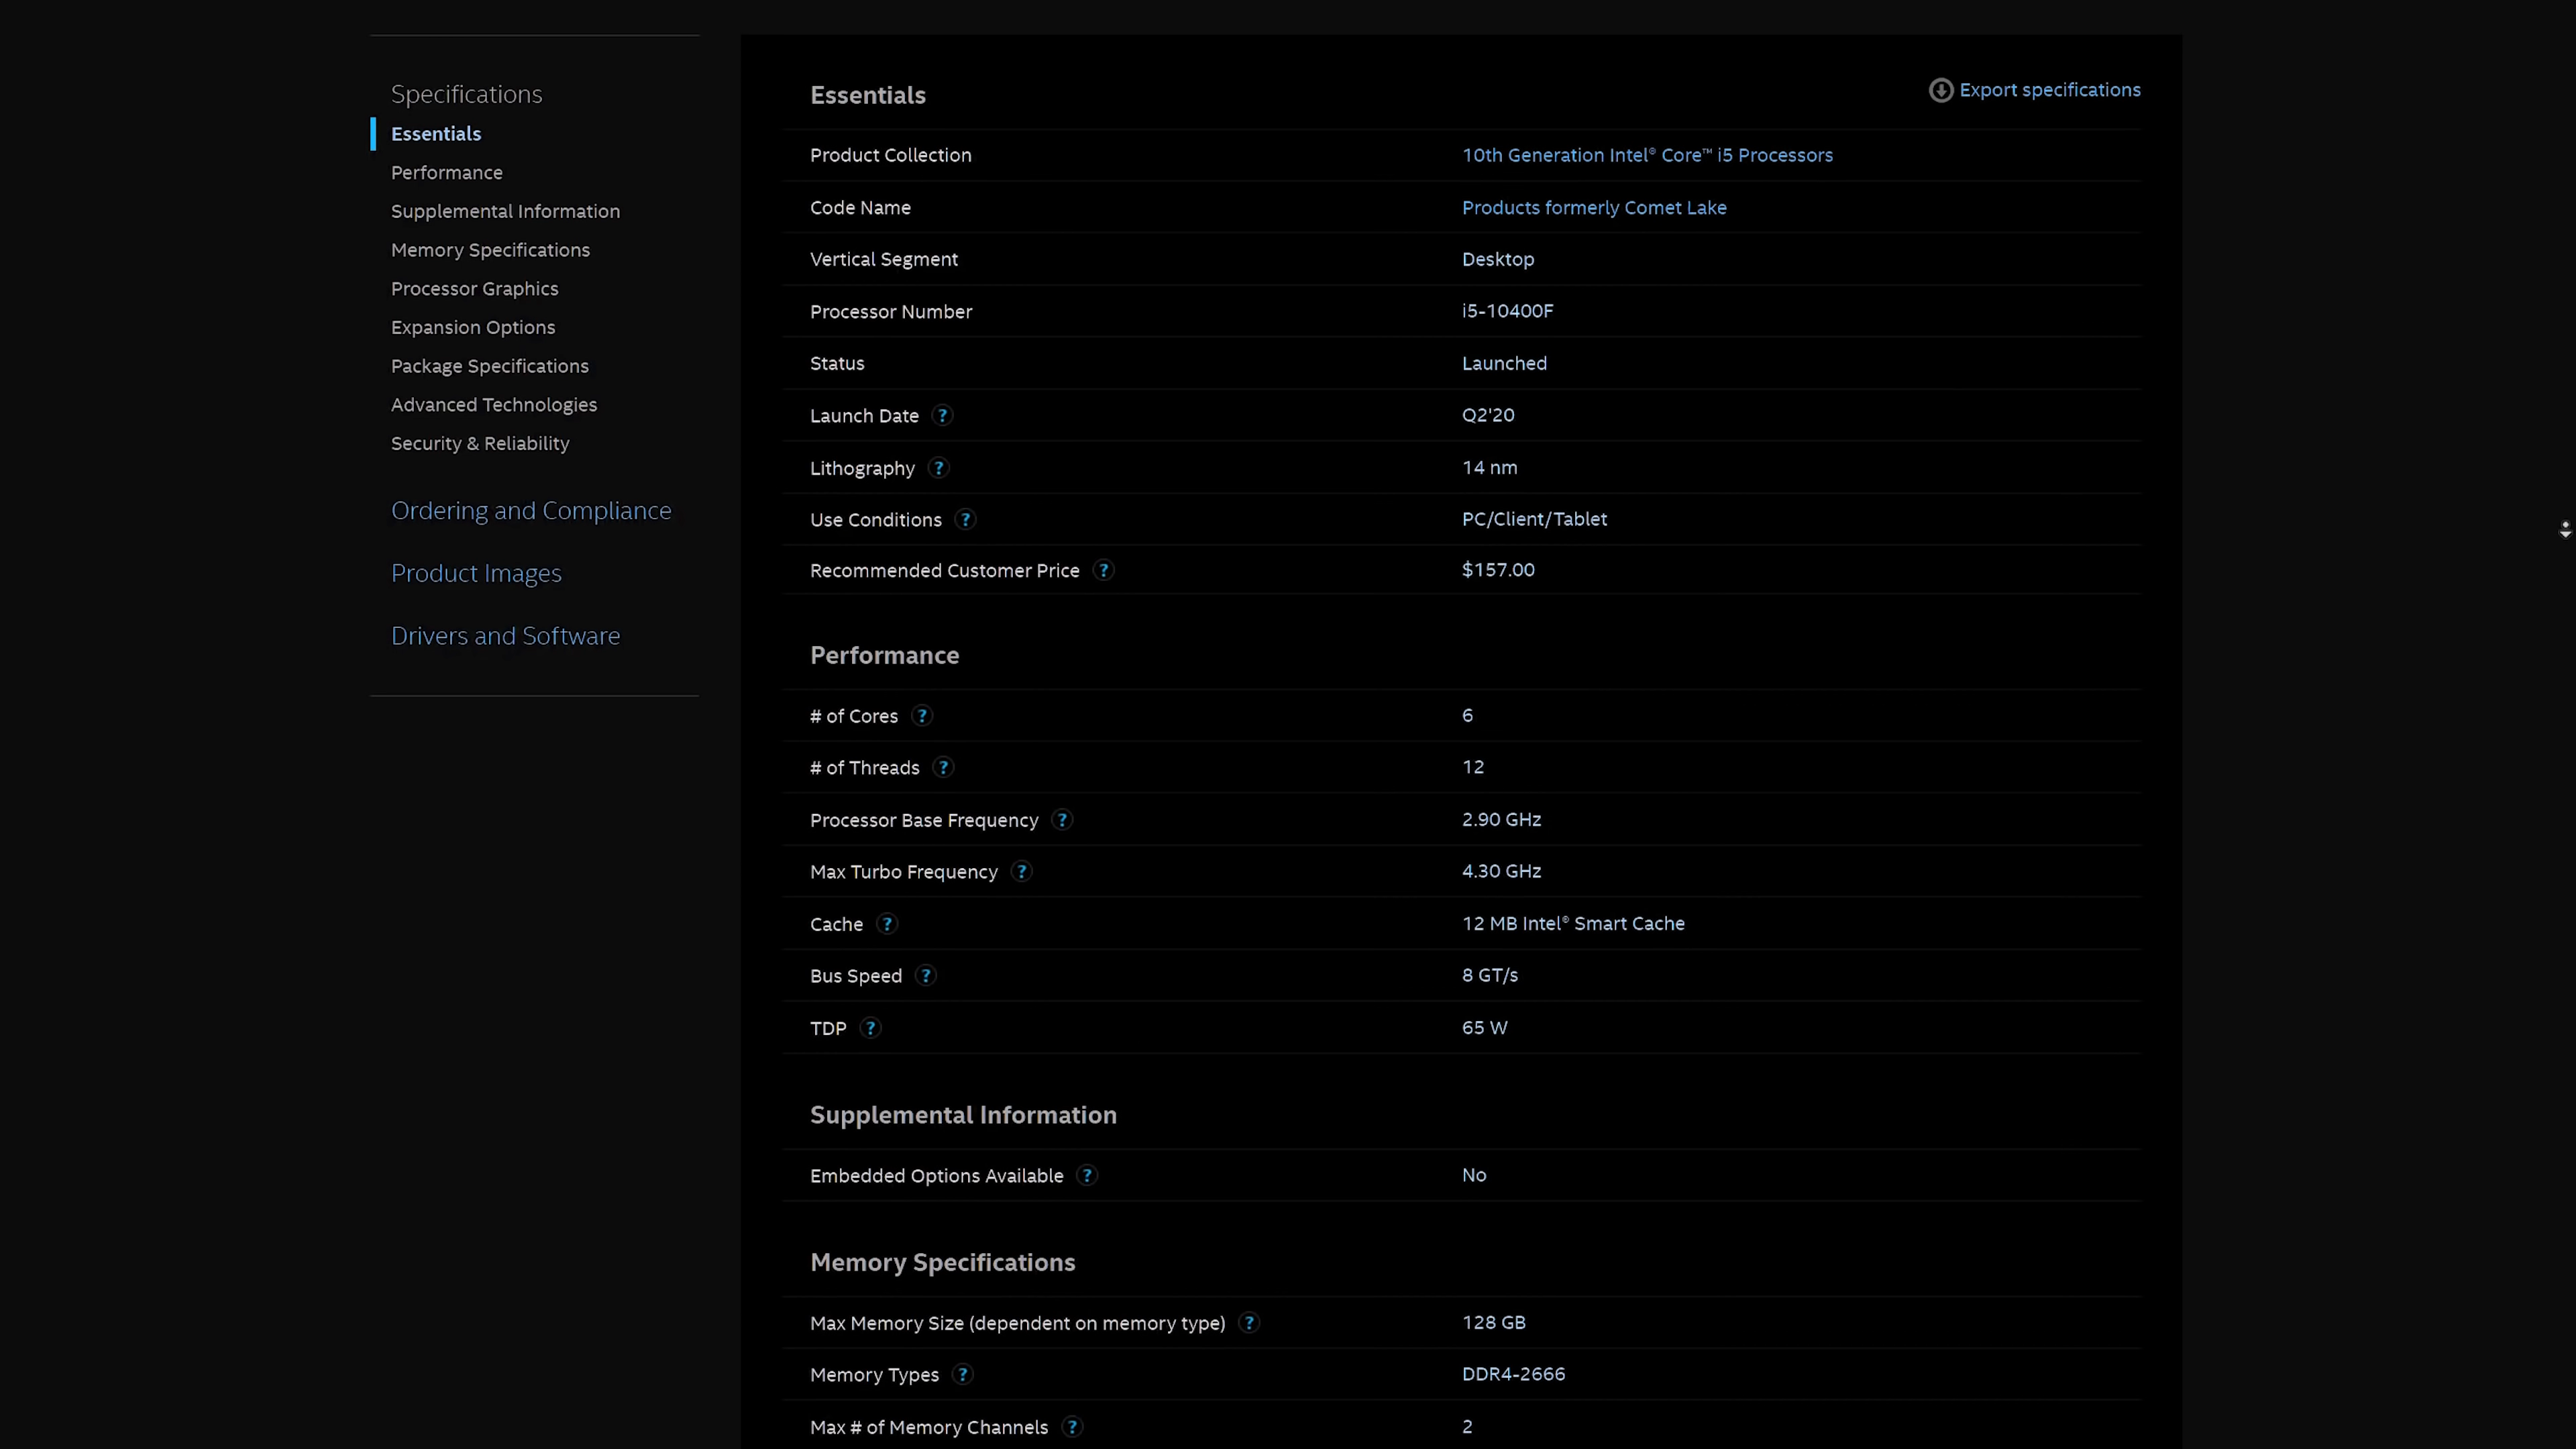 Specifications
Essentials
Performance
Supplemental Information
Memory Specifications
Processor Graphics
Expansion Options
Package Specifications
Advanced Technologies
Security & Reliability
Ordering and Compliance
Product Images
Drivers and Software
Essentials
Export specifications
Product Collection 10th Generation Intel® Core™ i5 Processors
Code Name Products formerly Comet Lake
Vertical Segment Desktop
Processor Number i5-10400F
Status Launched
Launch Date ? Q2'20
Lithography ? 14 nm
Use Conditions ? PC/Client/Tablet
Recommended Customer Price ? $157.00
Performance
# of Cores ? 6
# of Threads ? 12
Processor Base Frequency ? 2.90 GHz
Max Turbo Frequency ? 4.30 GHz
Cache ? 12 MB Intel® Smart Cache
Bus Speed ? 8 GT/s
TDP ? 65 W
Supplemental Information
Embedded Options Available ? No
Memory Specifications
Max Memory Size (dependent on memory type) ? 128 GB
Memory Types ? DDR4-2666
Max # of Memory Channels ? 2